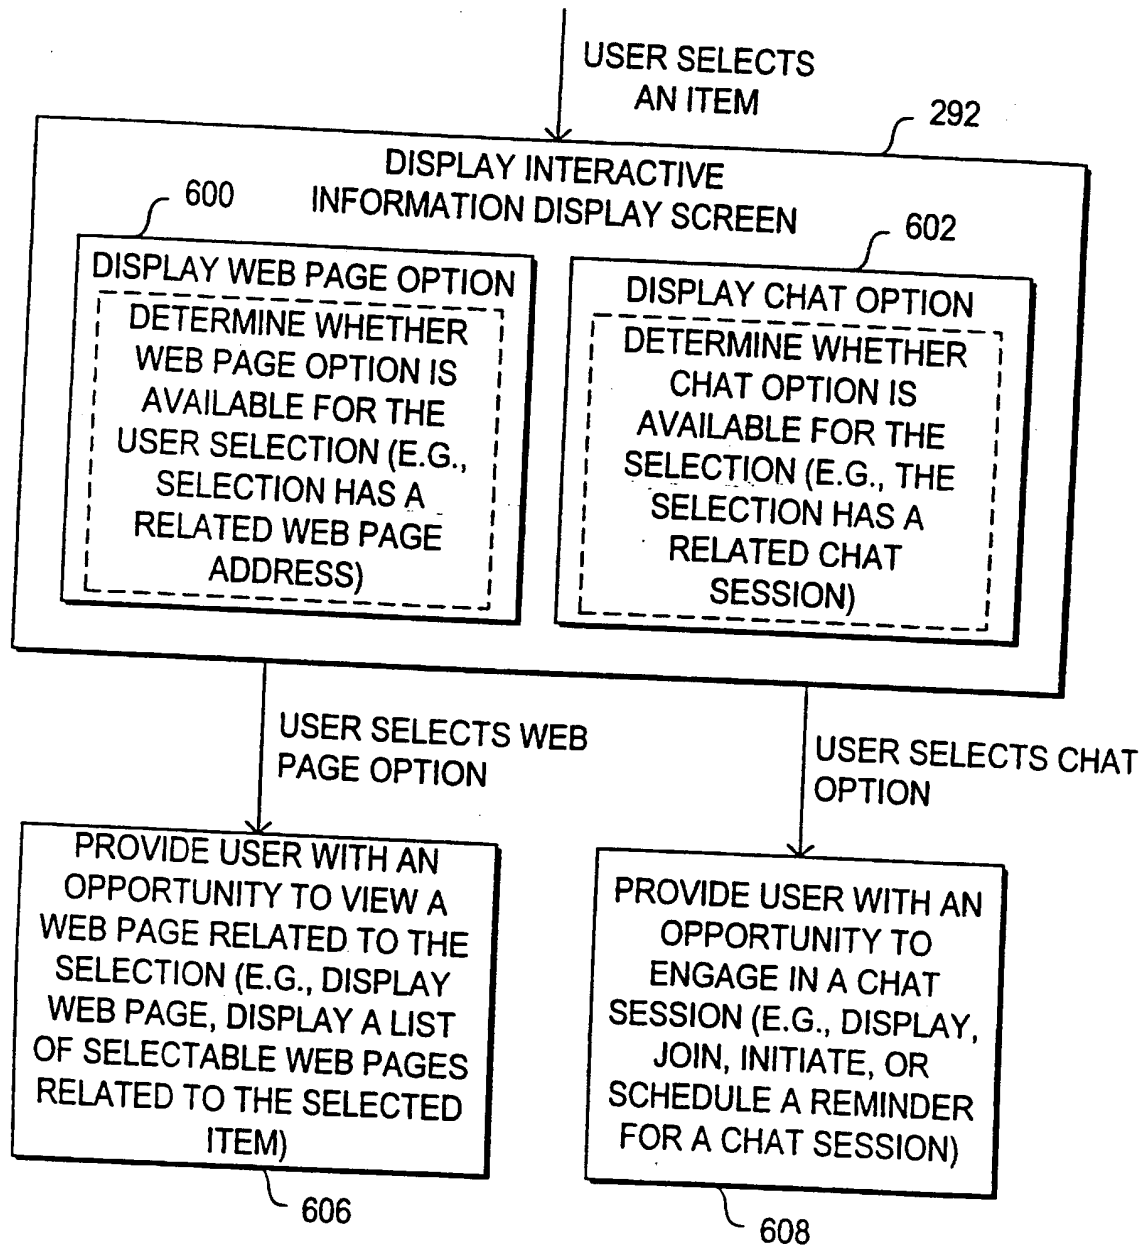 USER SELECTS
AN ITEM
292
DISPLAY INTERACTIVE
INFORMATION DISPLAY SCREEN
600
DISPLAY WEB PAGE OPTION
DETERMINE WHETHER
WEB PAGE OPTION IS
AVAILABLE FOR THE
USER SELECTION (E.G.,
SELECTION HAS A
RELATED WEB PAGE
ADDRESS)
602
DISPLAY CHAT OPTION
DETERMINE WHETHER
CHAT OPTION IS
AVAILABLE FOR THE
SELECTION (E.G., THE
SELECTION HAS A
RELATED CHAT
SESSION)
USER SELECTS WEB
PAGE OPTION
USER SELECTS CHAT
OPTION
PROVIDE USER WITH AN
OPPORTUNITY TO VIEW A
WEB PAGE RELATED TO THE
SELECTION (E.G., DISPLAY
WEB PAGE, DISPLAY A LIST
OF SELECTABLE WEB PAGES
RELATED TO THE SELECTED
ITEM)
606
PROVIDE USER WITH AN
OPPORTUNITY TO
ENGAGE IN A CHAT
SESSION (E.G., DISPLAY,
JOIN, INITIATE, OR
SCHEDULE A REMINDER
FOR A CHAT SESSION)
608